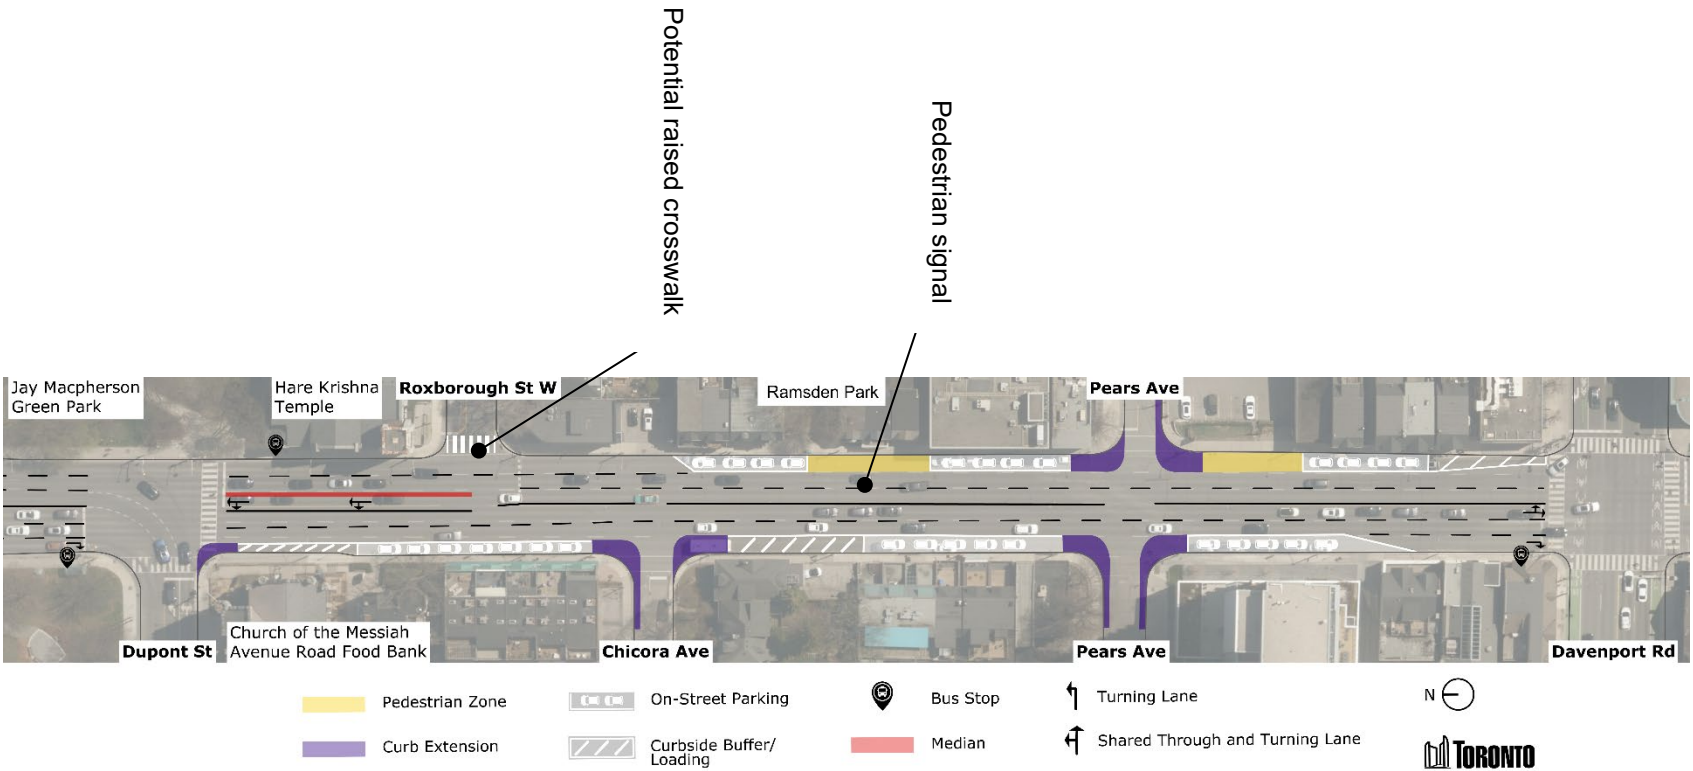 Potential raised crosswalk
Pedestrian signal
Jay Macpherson
Green Park
Hare Krishna
Temple
Roxborough St W
Ramsden Park
Pears Ave
Dupont St
Church of the Messiah
Avenue Road Food Bank
Chicora Ave
Pears Ave
Davenport Rd
Pedestrian Zone
On-Street Parking
Bus Stop
Turning Lane
N
Curb Extension
Curbside Buffer/
Loading
Median
Shared Through and Turning Lane
TORONTO